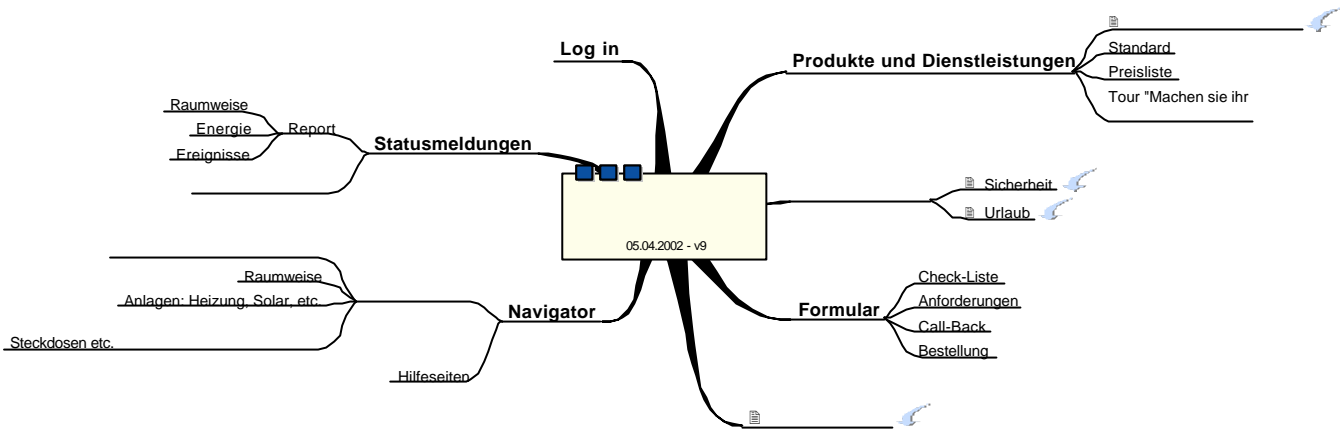 Log in
Produkte und Dienstleistungen
Standard
Preisliste
Tour "Machen sie ihr
Raumweise
Energie
Ereignisse
Report
Statusmeldungen
Sicherheit
Urlaub
05.04.2002 - v9
Raumweise
Anlagen: Heizung, Solar, etc.
Steckdosen etc.
Navigator
Hilfeseiten
Formular
Check-Liste
Anforderungen
Call-Back
Bestellung